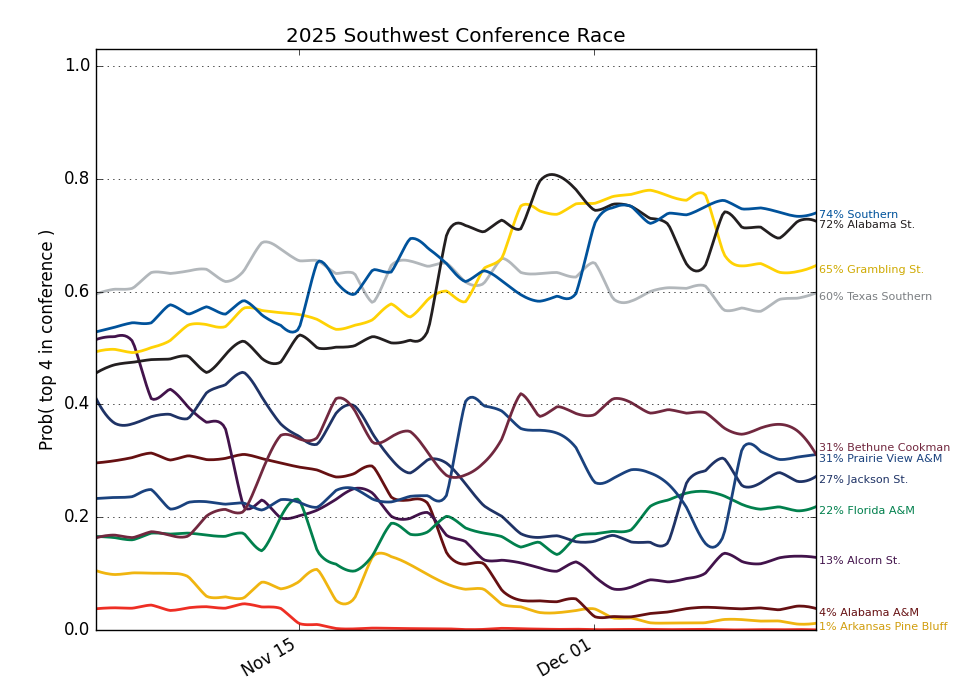 2025 Southwest Conference Race
Prob( top 4 in conference )
1.0
0.8
0.6
0.4
0.2
0.0
Nov 15
Dec 01
74% Southern
72% Alabama St.
65% Grambling St.
60% Texas Southern
31% Bethune Cookman
31% Prairie View A&M
27% Jackson St.
22% Florida A&M
13% Alcorn St.
4% Alabama A&M
1% Arkansas Pine Bluff